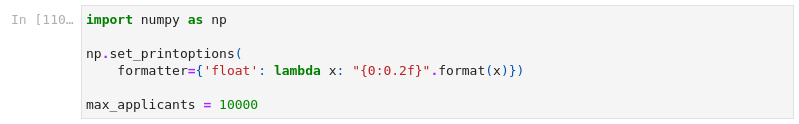 In [110…
import numpy as np
np.set_printoptions(
formatter={'float': lambda x: "{0:0.2f}".format(x)})
max_applicants = 10000